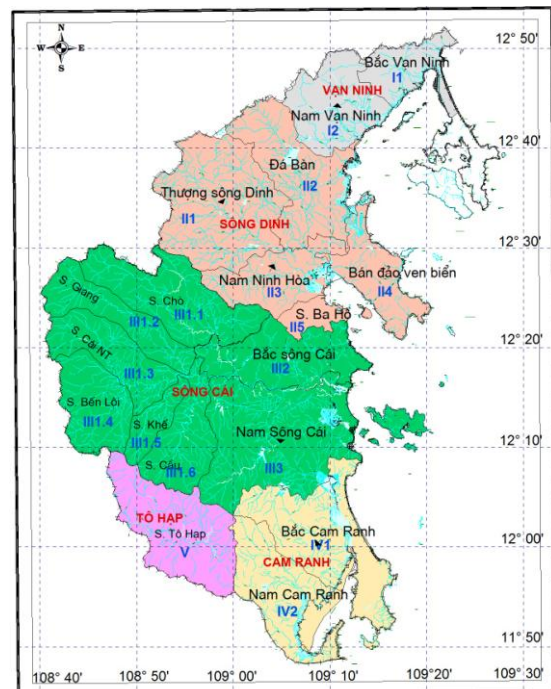 N
W E
S
12° 50'
Bắc Vạn Ninh
I1
VẠN NINH
Nam Vạn Ninh
I2
12° 40'
Đá Bàn
II2
Thượng sông Dinh
II1
SÔNG DINH
12° 30'
Nam Ninh Hòa
II3
Bán đảo ven biển
II4
S. Ba Hồ
II5
S. Giang
S. Chò
III1.1
III1.2
12° 20'
S. Cái NT
Bắc sông Cái
III2
III1.3
SÔNG CÁI
S. Bến Lội
III1.4
S. Khế
III1.5
Nam Sông Cái
12° 10'
S. Cầu
III1.6
III3
TÔ HẠP
S. Tô Hạp
V
Bắc Cam Ranh
IV1
12° 00'
CAM RANH
Nam Cam Ranh
IV2
11° 50'
108° 40' 108° 50' 109° 00' 109° 10' 109° 20' 109° 30'